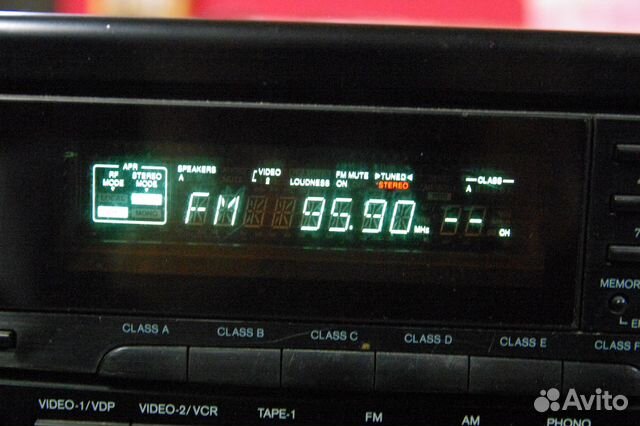 APR
RF MODE
STEREO MODE
SPEAKERS
A
VIDEO
2
LOUDNESS
FM MUTE
ON
TUNED
STEREO
CLASS
A
FM 95.90 MHz -- CH
MEMOR
CLASS A CLASS B CLASS C CLASS D CLASS E CLASS F
VIDEO-1/VDP VIDEO-2/VCR TAPE-1 FM AM PHONO
Avito